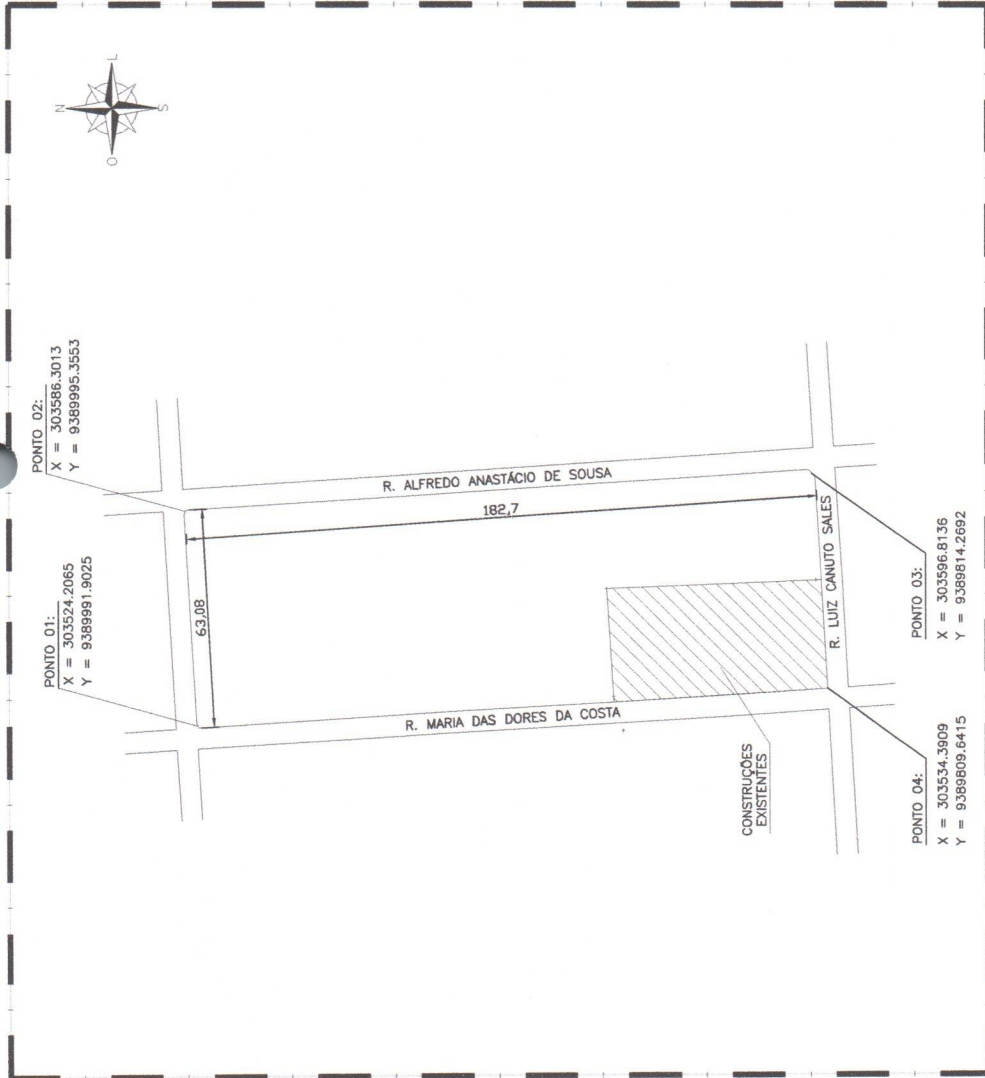 N
L
S
O
PONTO 01:
X = 303524.2065
Y = 9389991.9025
PONTO 02:
X = 303586.3013
Y = 9389995.3553
63,08
182,7
R. ALFREDO ANASTÁCIO DE SOUSA
R. MARIA DAS DORES DA COSTA
R. LUIZ CANUTO SALES
CONSTRUÇÕES
EXISTENTES
PONTO 04:
X = 303534.3909
Y = 9389809.6415
PONTO 03:
X = 303596.8136
Y = 9389814.2692